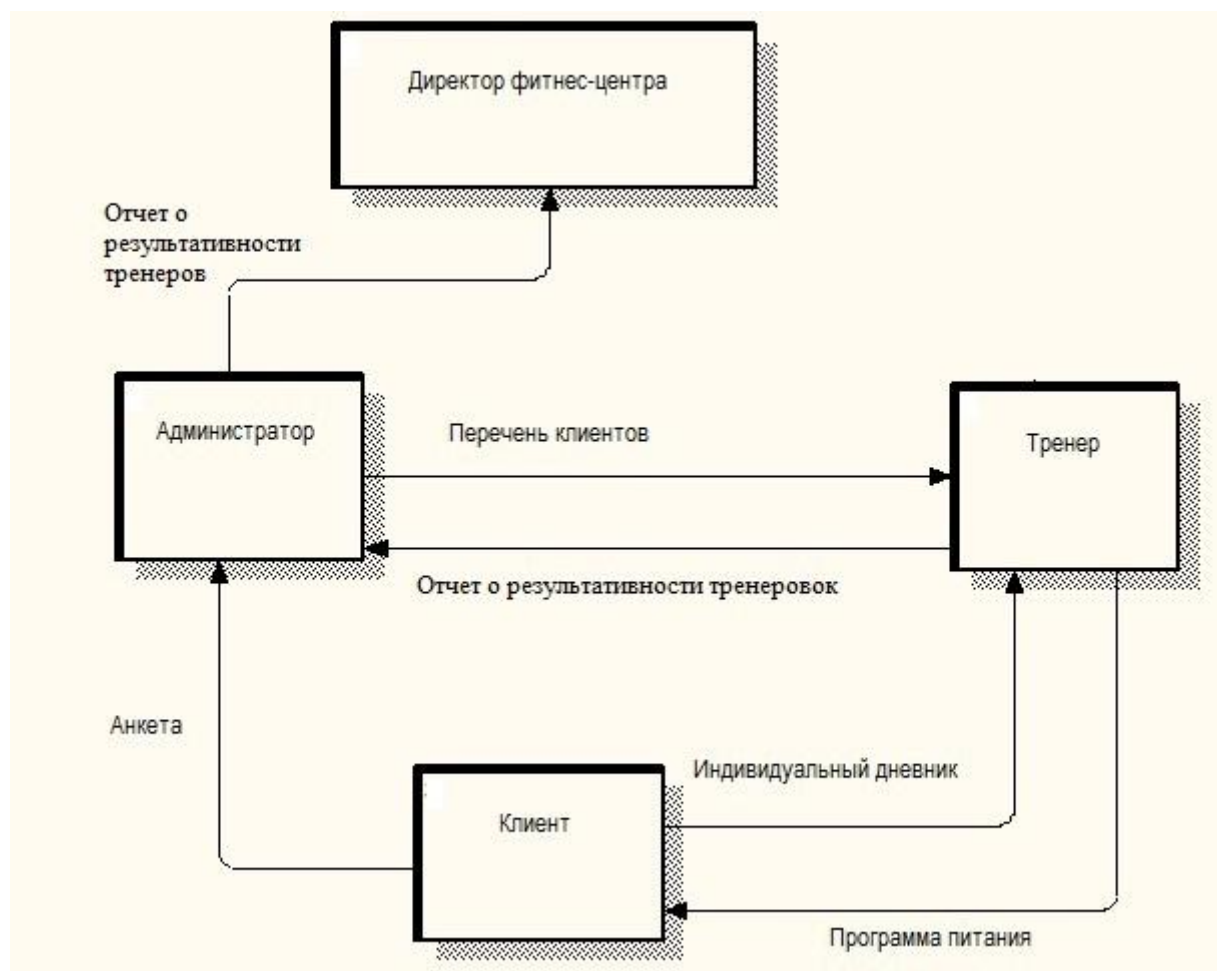 Директор фитнес-центра
Отчет о
результативности
тренеров
Администратор
Перечень клиентов
Тренер
Отчет о результативности тренеровок
Анкета
Индивидуальный дневник
Клиент
Программа питания